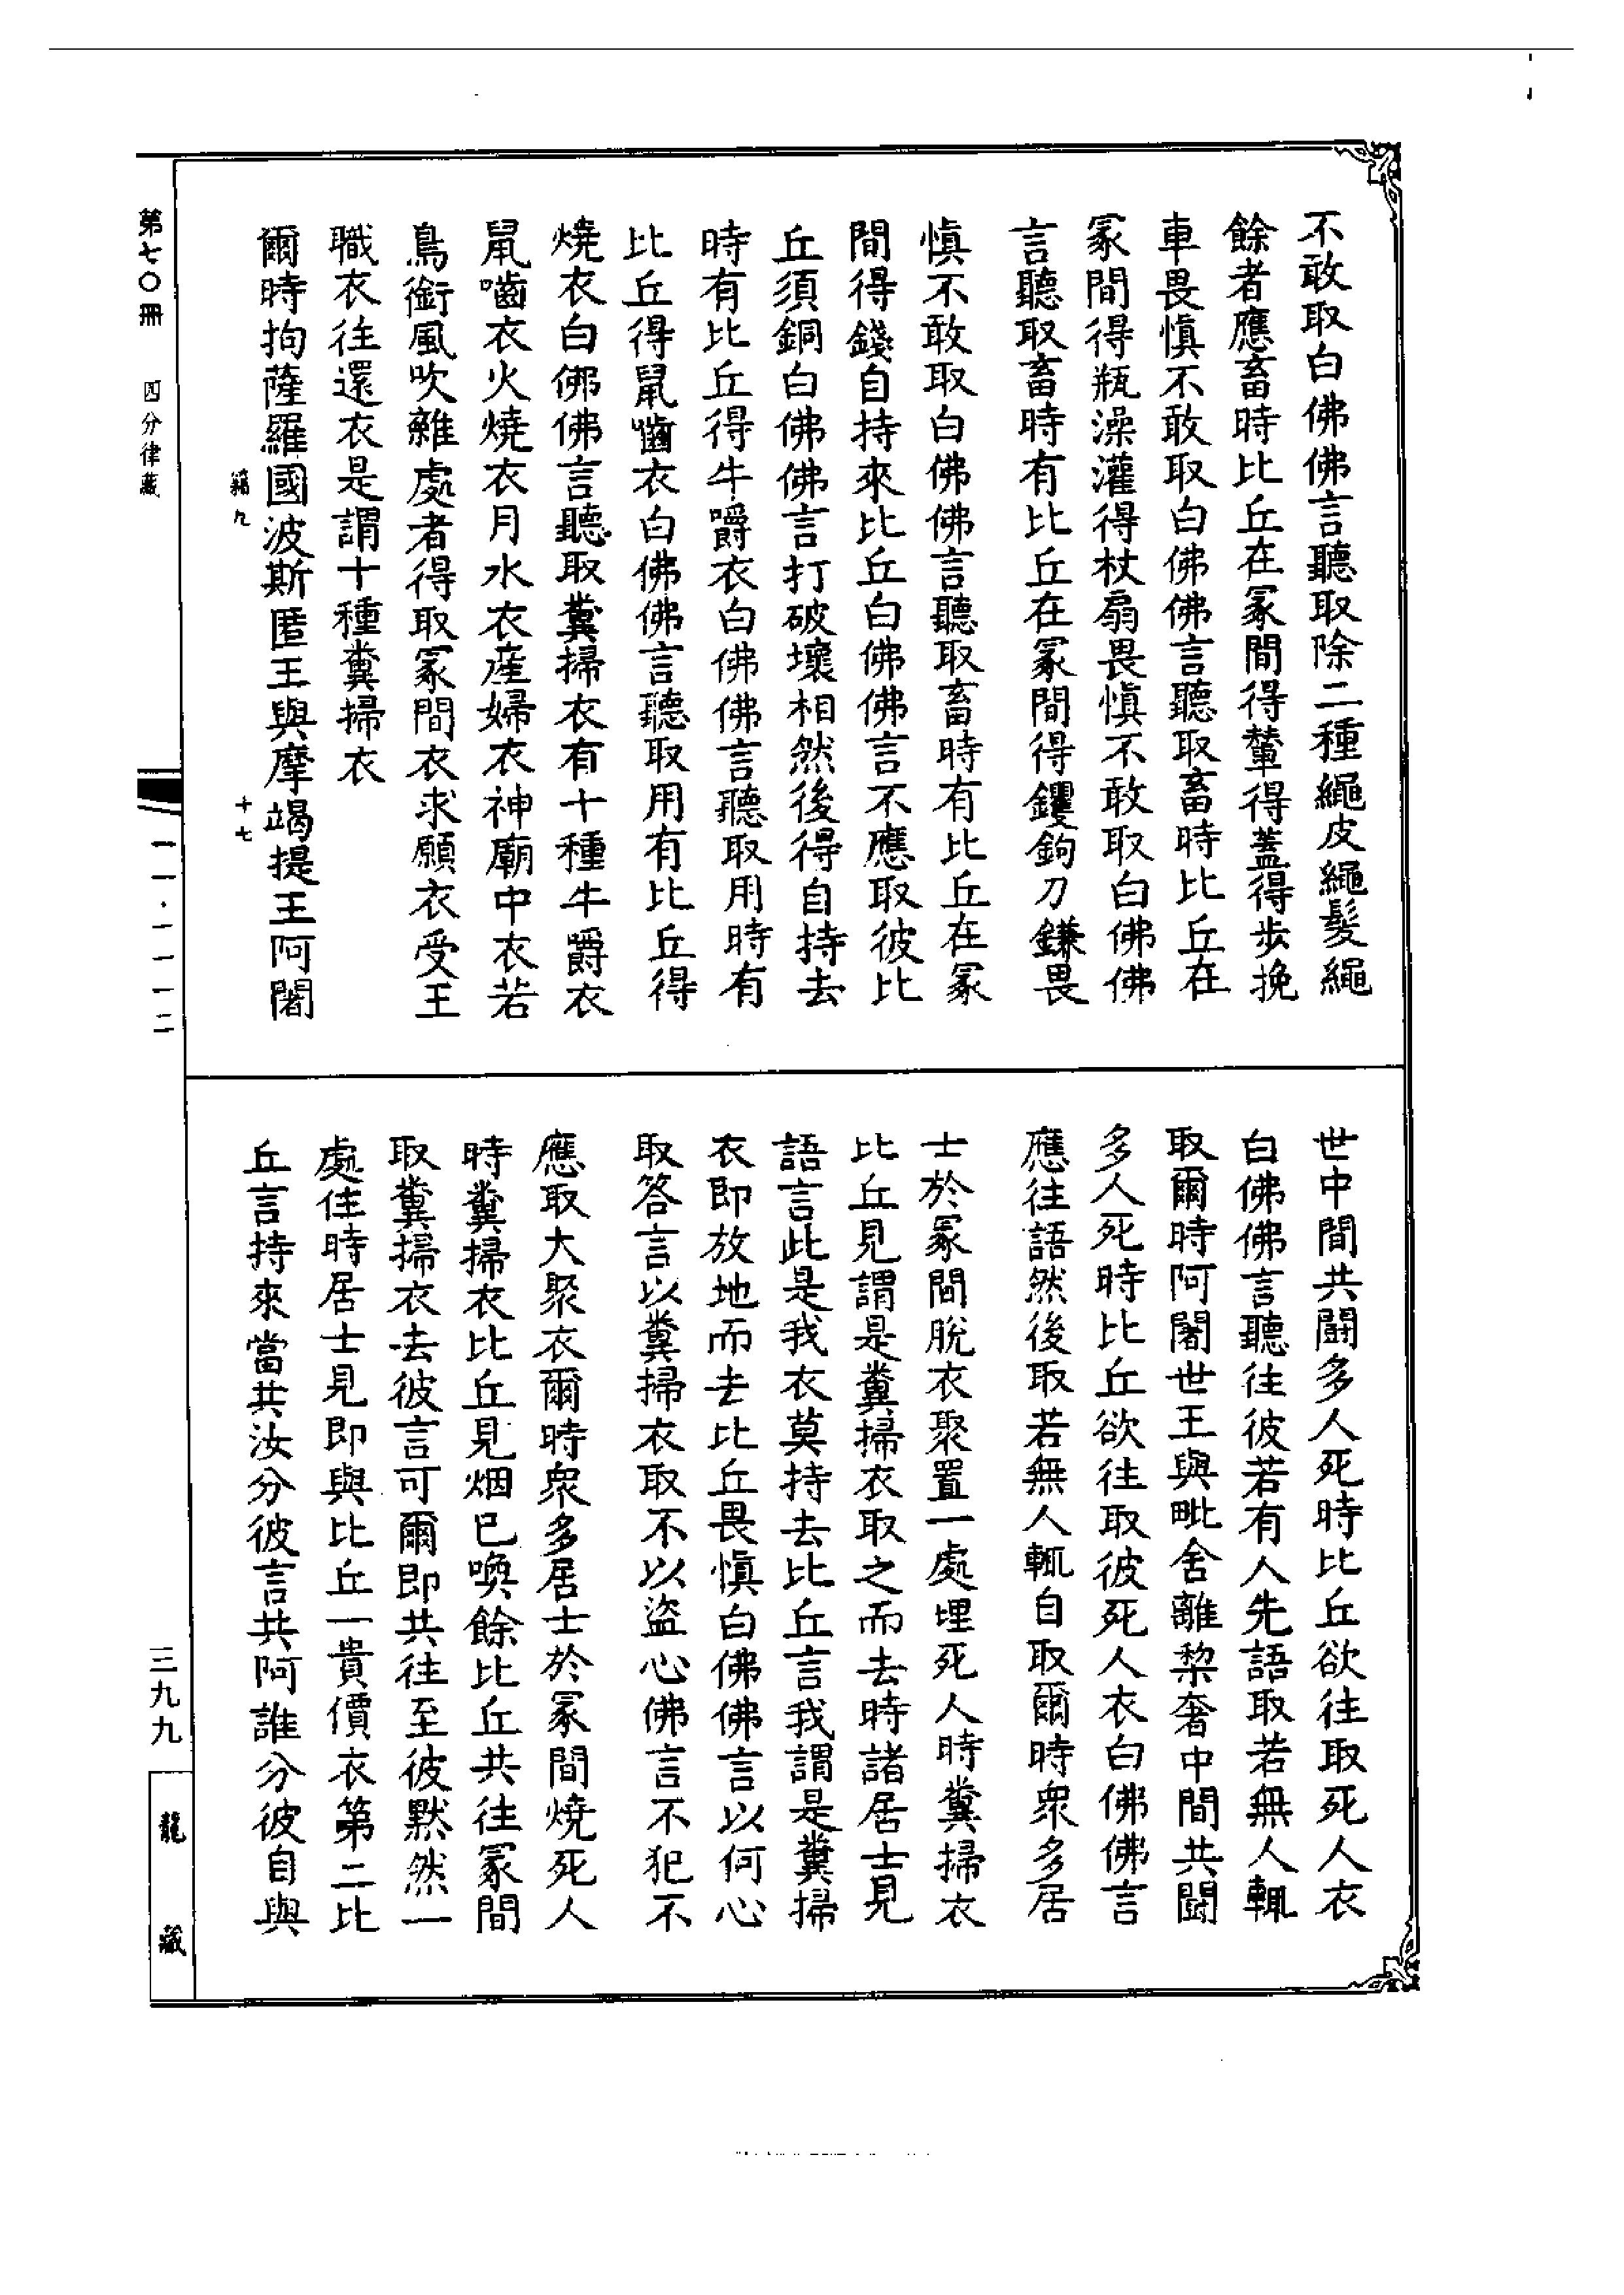 不敢取白佛佛言聽取除二種繩皮繩髮繩
餘者應畜時比丘在冢間得輦得蓋得步挽
車畏慎不敢取白佛佛言聽取畜時比丘在
冢間得瓶澡灌得杖扇畏慎不敢取白佛佛
言聽取畜時有比丘在冢間得钁鉤刀鎌畏
慎不敢取白佛佛言聽取畜時有比丘在冢
間得錢自持來比丘白佛佛言不應取彼比
丘須銅白佛佛言打破壞相然後得自持去
時有比丘得牛嚼衣白佛佛言聽取用時有
比丘得鼠嚙衣白佛佛言聽取用有比丘得
燒衣白佛佛言聽取糞掃衣有十種牛嚼衣
鼠嚙衣火燒衣月水衣產婦衣神廟中衣若
鳥銜風吹離處者得取冢間衣求願衣受王
職衣往還衣是謂十種糞掃衣
爾時拘薩羅國波斯匿王與摩竭提王阿闍
籍九
十七
世中間共鬪多人死時比丘欲往取死人衣
白佛佛言聽往彼若有人先語取若無人輒
取爾時阿闍世王與毗舍離棃奢中間共鬪
多人死時比丘欲往取彼死人衣白佛佛言
應往語然後取若無人輒自取爾時眾多居
士於冢間脫衣聚置一處埋死人時糞掃衣
比丘見謂是糞掃衣取之而去時諸居士見
語言此是我衣莫持去比丘言我謂是糞掃
衣即放地而去比丘畏慎白佛佛言以何心
取答言以糞掃衣取不以盜心佛言不犯不
應取大聚衣爾時眾多居士於冢間燒死人
時糞掃衣比丘見烟已喚餘比丘共往冢間
取糞掃衣去彼言可爾即共往至彼默然一
處住時居士見即與比丘一貴價衣第二比
丘言持來當共汝分彼言共阿誰分彼自與
第七〇冊 四分律藏
一一·一一一二
三九九
龍藏